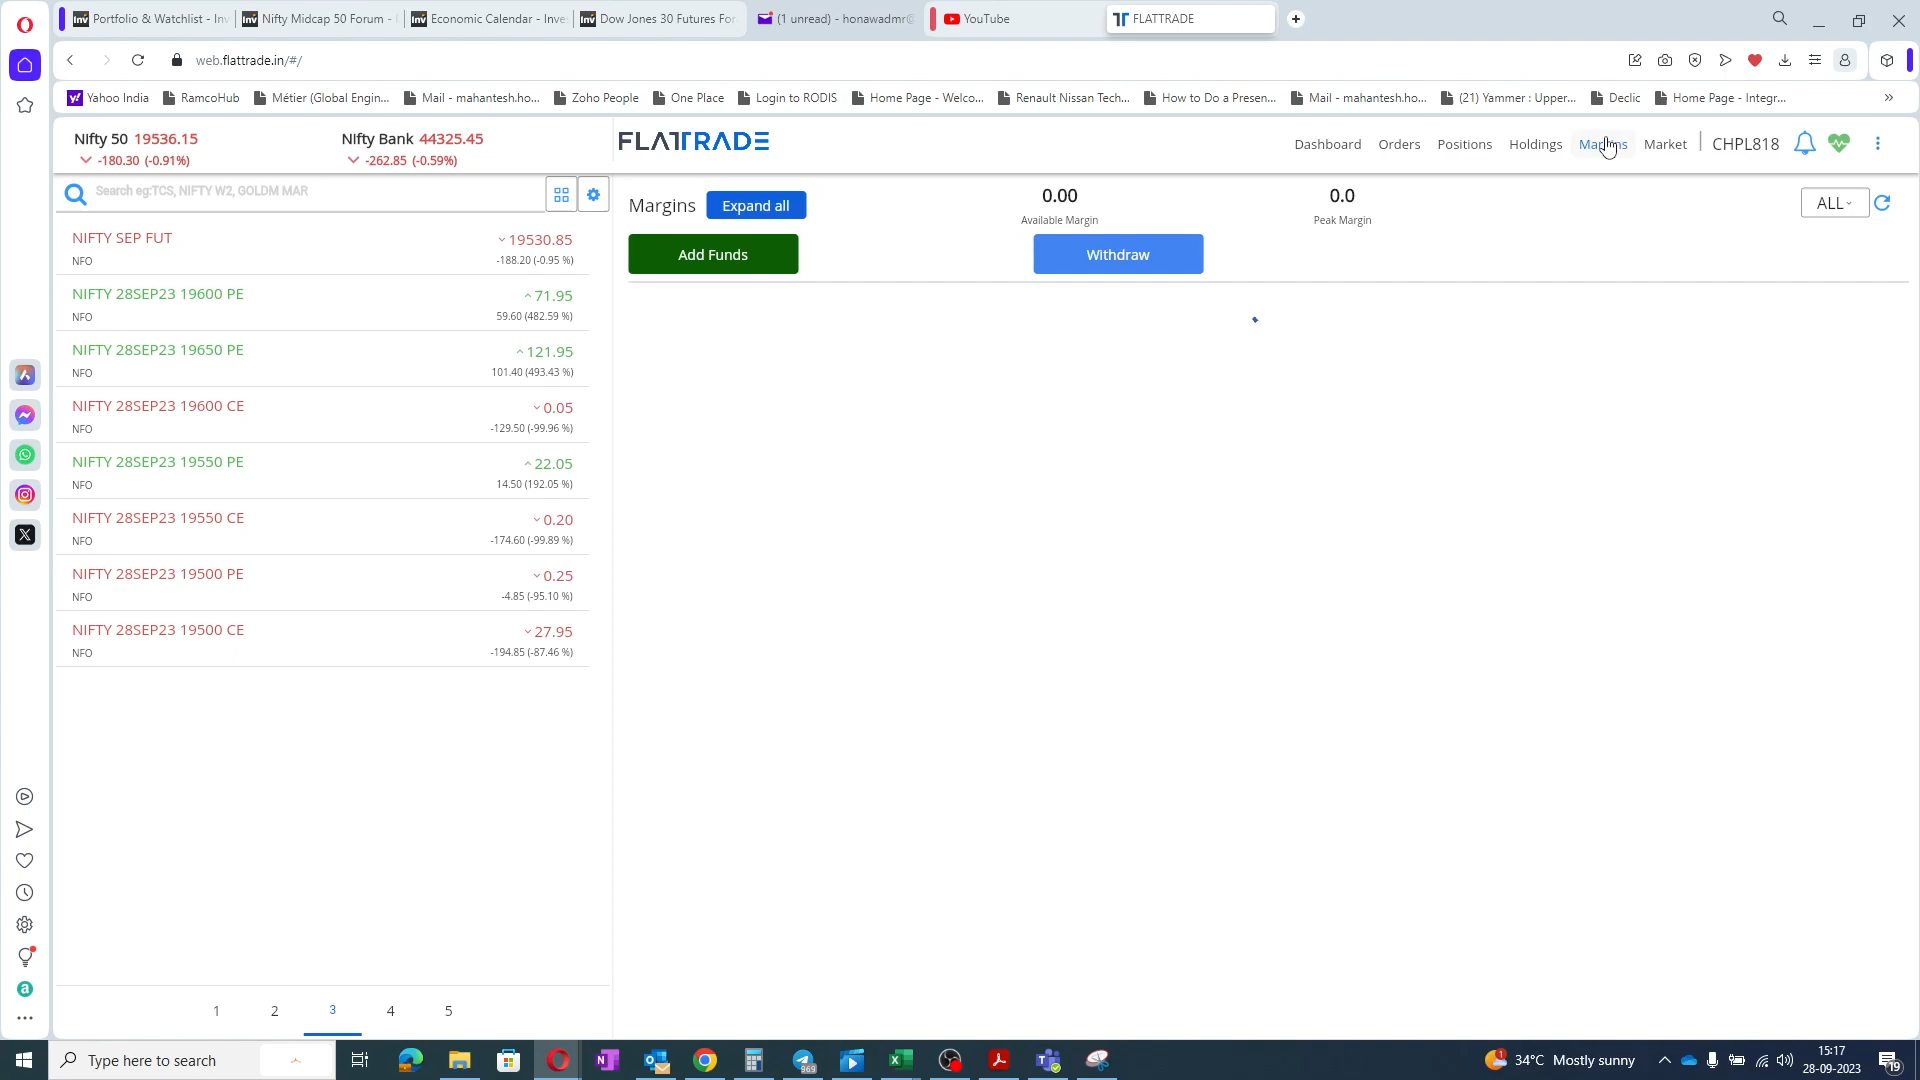 Portfolio & Watchlist - Inv
Nifty Midcap 50 Forum -
Economic Calendar - Inve
Dow Jones 30 Futures For
(1 unread) - honawadmr@
YouTube
FLATTRADE
web.flattrade.in/#/
Yahoo India
RamcoHub
Métier (Global Engin...
Mail - mahantesh.ho...
Zoho People
One Place
Login to RODIS
Home Page - Welco...
Renault Nissan Tech...
How to Do a Presen...
Mail - mahantesh.ho...
(21) Yammer : Upper...
Declic
Home Page - Integr...
»
NIfty 50 19536.15
-180.30 (-0.91%)
NIfty Bank 44325.45
-262.85 (-0.59%)
FLATTRADE
Dashboard
Orders
Positions
Holdings
Margins
Market
CHPL818
Search eg:TCS, NIFTY W2, GOLDM MAR
Margins
Expand all
0.00
Available Margin
0.0
Peak Margin
ALL
Add Funds
Withdraw
NIFTY SEP FUT 19530.85
NFO -188.20 (-0.95 %)
NIFTY 28SEP23 19600 PE 71.95
NFO 59.60 (482.59 %)
NIFTY 28SEP23 19650 PE 121.95
NFO 101.40 (493.43 %)
NIFTY 28SEP23 19600 CE 0.05
NFO -129.50 (-99.96 %)
NIFTY 28SEP23 19550 PE 22.05
NFO 14.50 (192.05 %)
NIFTY 28SEP23 19550 CE 0.20
NFO -174.60 (-99.89 %)
NIFTY 28SEP23 19500 PE 0.25
NFO -4.85 (-95.10 %)
NIFTY 28SEP23 19500 CE 27.95
NFO -194.85 (-87.46 %)
1 2 3 4 5
Type here to search
969
34°C Mostly sunny
15:17
28-09-2023
19